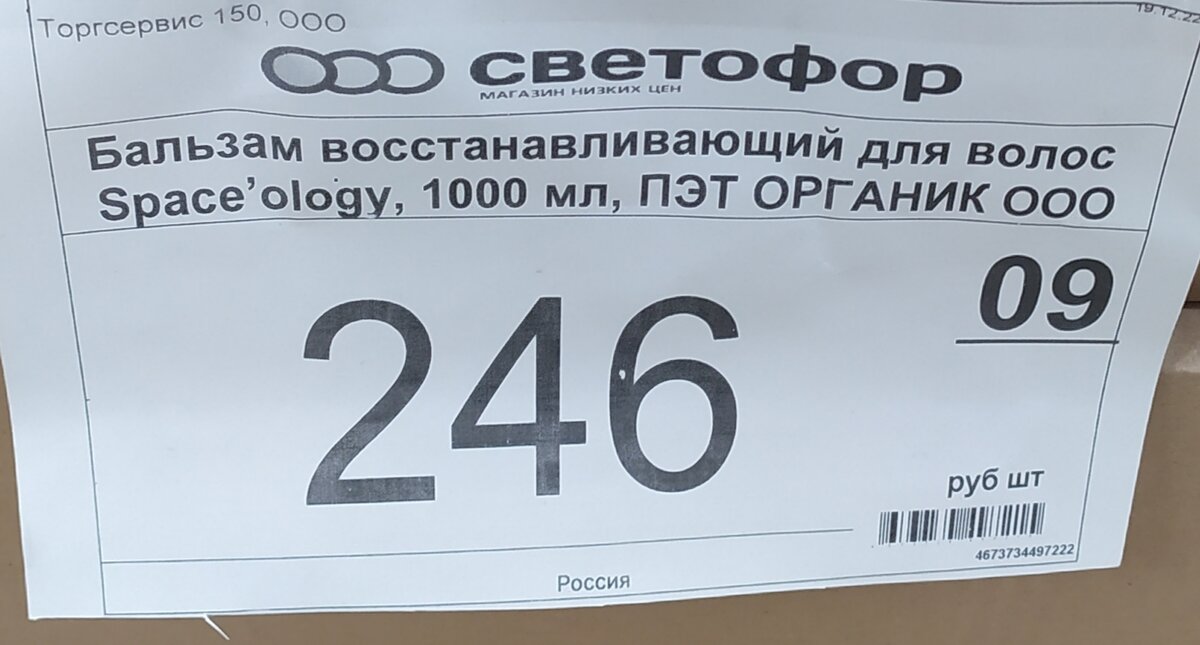 Торгсервис 150, ООО
19.12.22
светофор
МАГАЗИН НИЗКИХ ЦЕН
Бальзам восстанавливающий для волос
Space’ology, 1000 мл, ПЭТ ОРГАНИК ООО
246
09
руб шт
4673734497222
Россия